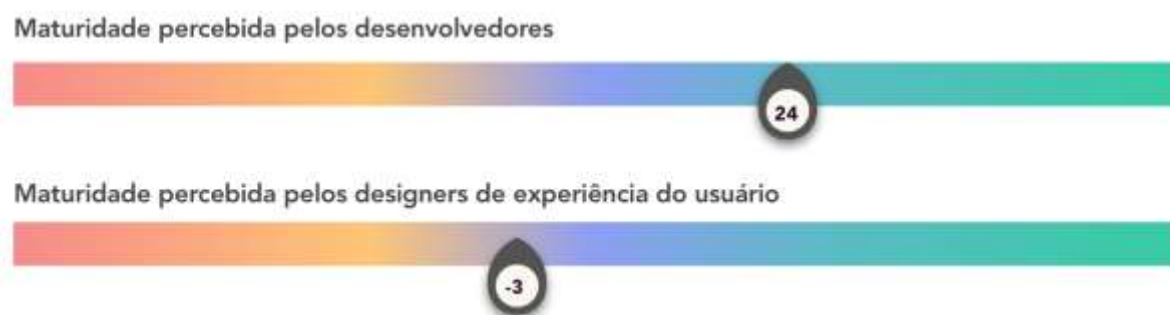 Maturidade percebida pelos desenvolvedores
24
Maturidade percebida pelos designers de experiência do usuário
-3